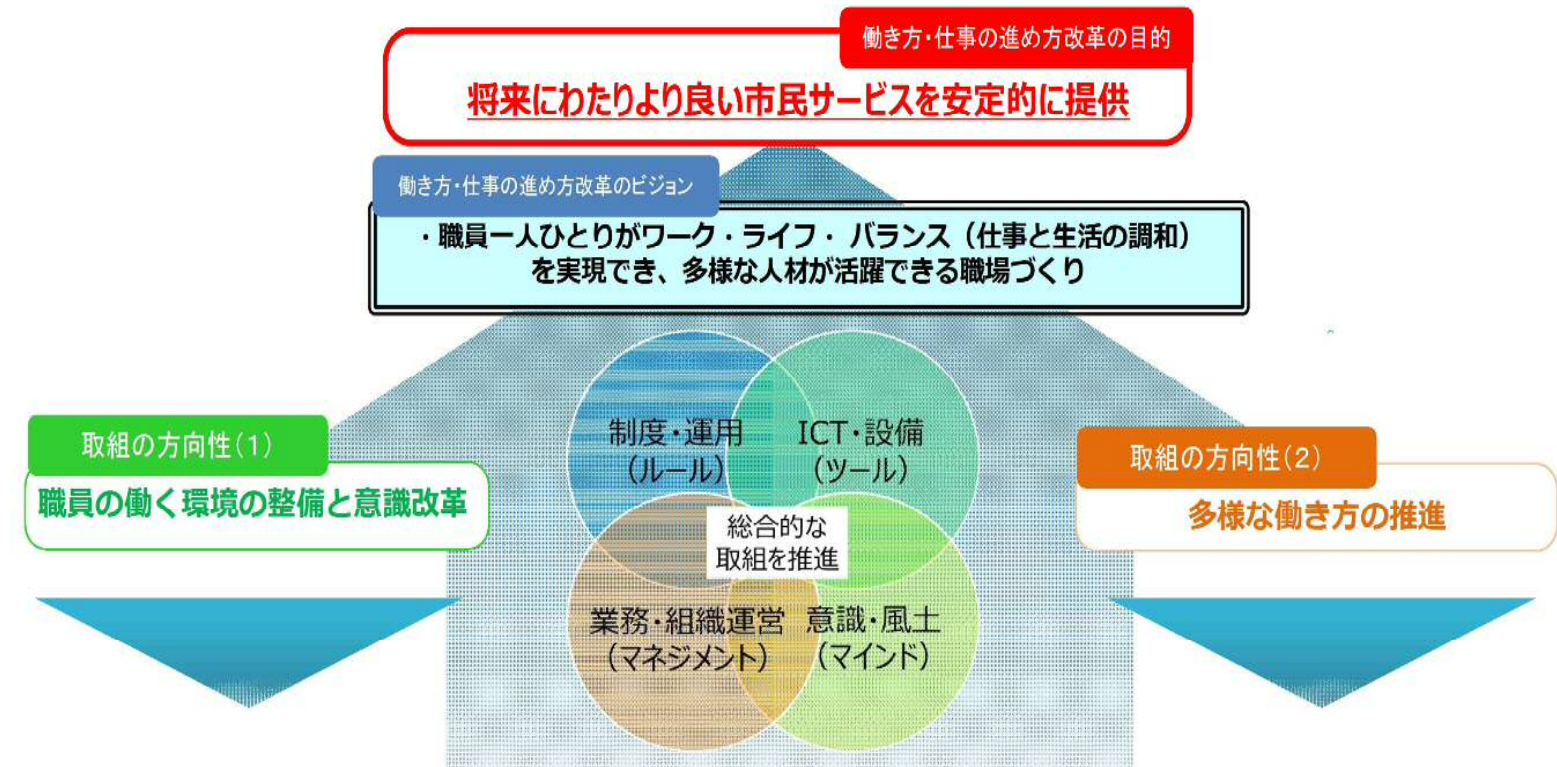 働き方・仕事の進め方改革の目的
将来にわたりより良い市民サービスを安定的に提供
働き方・仕事の進め方改革のビジョン
・職員一人ひとりがワーク・ライフ・ バランス（仕事と生活の調和）
を実現でき、多様な人材が活躍できる職場づくり
制度・運用
(ルール)
ICT・設備
(ツール)
取組の方向性(1)
職員の働く環境の整備と意識改革
取組の方向性(2)
多様な働き方の推進
総合的な
取組を推進
業務・組織運営
(マネジメント)
意識・風土
(マインド)